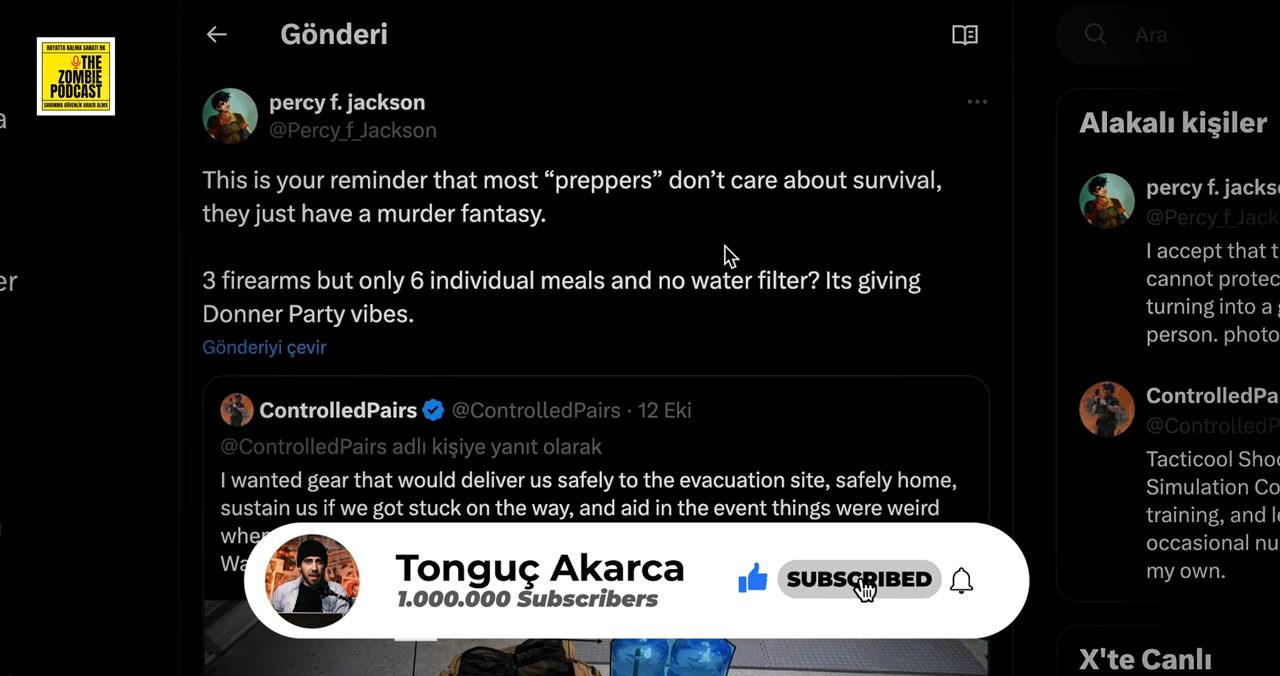 HAYATTA KALMA SANATI HK
THE
ZOMBIE
PODCAST
SAVUNMA GÜVENLİK HABER ALMA
Gönderi
Ara
percy f. jackson
@Percy_f_Jackson
This is your reminder that most “preppers” don’t care about survival,
they just have a murder fantasy.
3 firearms but only 6 individual meals and no water filter? Its giving
Donner Party vibes.
Gönderiyi çevir
ControlledPairs @ControlledPairs · 12 Eki
@ControlledPairs adlı kişiye yanıt olarak
I wanted gear that would deliver us safely to the evacuation site, safely home,
sustain us if we got stuck on the way, and aid in the event things were weird
Tonguç Akarca
1.000.000 Subscribers
SUBSCRIBED
Alakalı kişiler
percy f. jacks
@Percy_f_Jack
I accept that t
cannot protec
turning into a
person. photo
ControlledPa
@ControlledP
Tacticool Shoo
Simulation Co
training, and l
occasional nu
my own.
X'te Canlı